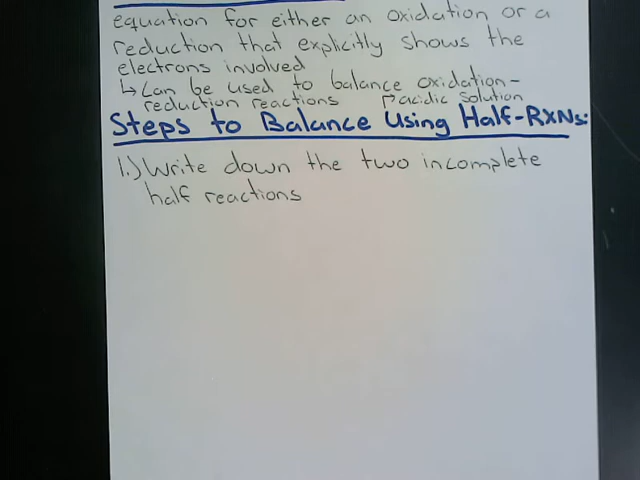 equation for either an oxidation or a
reduction that explicitly shows the
electrons involved
↳ Can be used to balance oxidation-
reduction reactions
↱ acidic solution
Steps to Balance Using Half-RXNs:
1.) Write down the two incomplete
half reactions